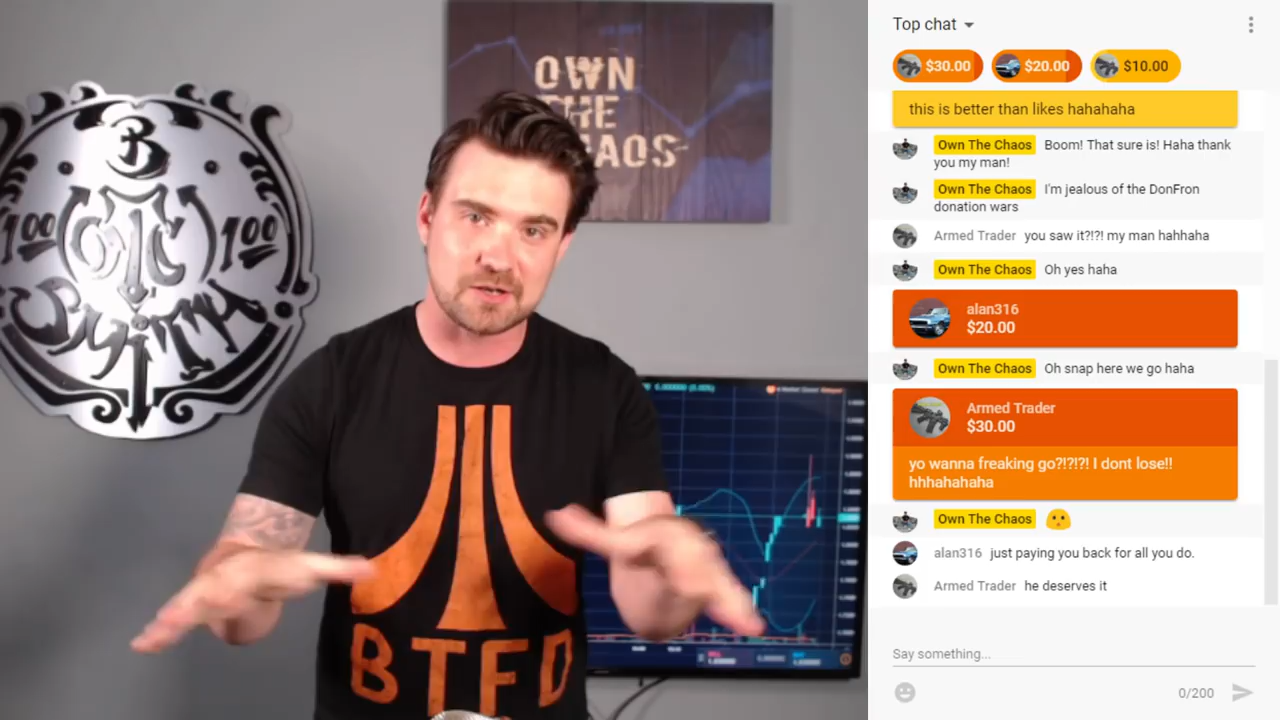 OWN
THE
CHAOS
B
100
100
OTC
SMITH
BTFD
Top chat
$30.00
$20.00
$10.00
this is better than likes hahahaha
Own The Chaos Boom! That sure is! Haha thank
you my man!
Own The Chaos I'm jealous of the DonFron
donation wars
Armed Trader you saw it?!?! my man hahhaha
Own The Chaos Oh yes haha
alan316
$20.00
Own The Chaos Oh snap here we go haha
Armed Trader
$30.00
yo wanna freaking go?!?!?! I dont lose!!
hhhahahaha
Own The Chaos
alan316 just paying you back for all you do.
Armed Trader he deserves it
Say something...
0/200